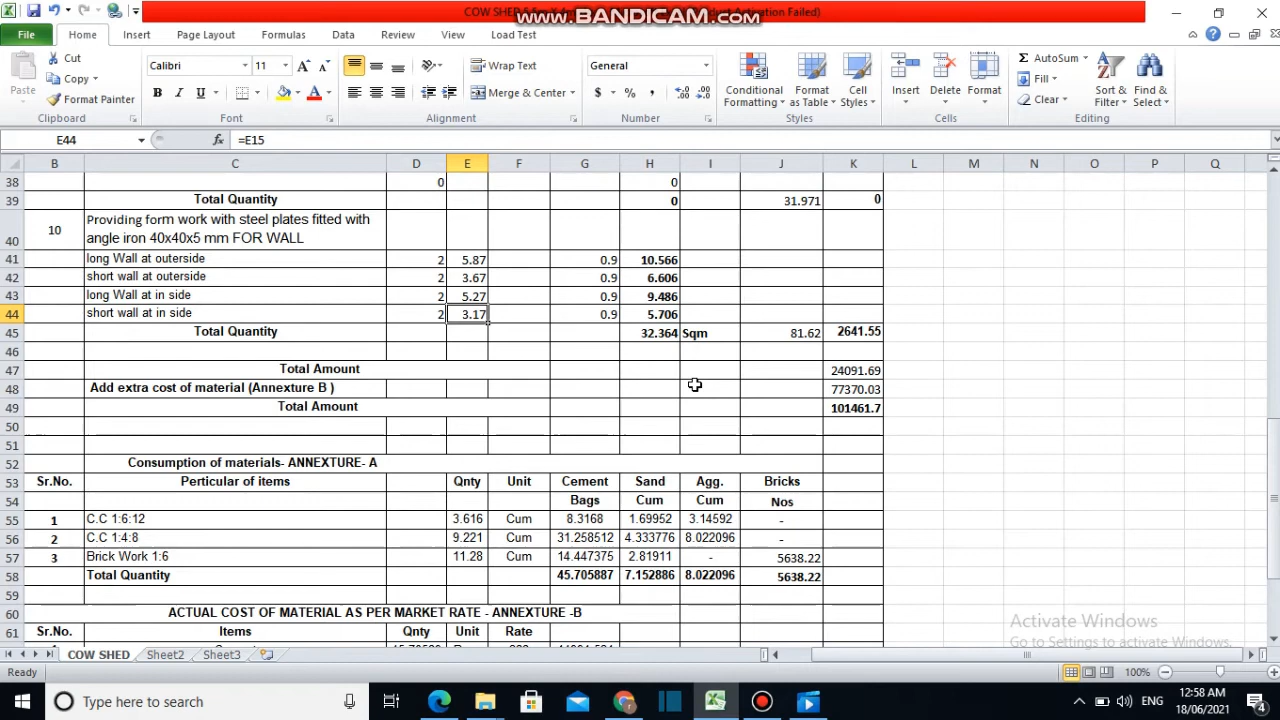 COW SHED 5.5m X Product Activation Failed)
www.BANDICAM.com
File Home Insert Page Layout Formulas Data Review View Load Test
Paste Cut Copy Format Painter Clipboard
Calibri 11 Font
Wrap Text Merge & Center Alignment
General Number
Conditional Formatting Format as Table Cell Styles Styles
Insert Delete Format Cells
AutoSum Fill Clear Sort & Filter Find & Select Editing
E44 fx =E15
B C D E F G H I J K L M N O P Q
38 0 0
39 Total Quantity 0 31.971 0
40 10 Providing form work with steel plates fitted with
angle iron 40x40x5 mm FOR WALL
41 long Wall at outerside 2 5.87 0.9 10.566
42 short wall at outerside 2 3.67 0.9 6.606
43 long Wall at in side 2 5.27 0.9 9.486
44 short wall at in side 2 3.17 0.9 5.706
45 Total Quantity 32.364 Sqm 81.62 2641.55
46
47 Total Amount 24091.69
48 Add extra cost of material (Annexture B ) 77370.03
49 Total Amount 101461.7
50
51
52 Consumption of materials- ANNEXTURE- A
53 Sr.No. Perticular of items Qnty Unit Cement Sand Agg. Bricks
54 Bags Cum Cum Nos
55 1 C.C 1:6:12 3.616 Cum 8.3168 1.69952 3.14592 -
56 2 C.C 1:4:8 9.221 Cum 31.258512 4.333776 8.022096 -
57 3 Brick Work 1:6 11.28 Cum 14.447375 2.81911 - 5638.22
58 Total Quantity 45.705887 7.152886 8.022096 5638.22
59
60 ACTUAL COST OF MATERIAL AS PER MARKET RATE - ANNEXTURE -B
61 Sr.No. Items Qnty Unit Rate
Activate Windows
Go to Settings to activate Windows.
COW SHED Sheet2 Sheet3
Ready 100%
Type here to search
ENG
12:58 AM
18/06/2021
4